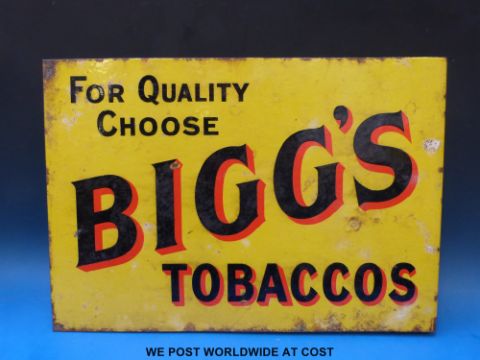 FOR QUALITY
CHOOSE
BIGG'S
TOBACCOS
WE POST WORLDWIDE AT COST